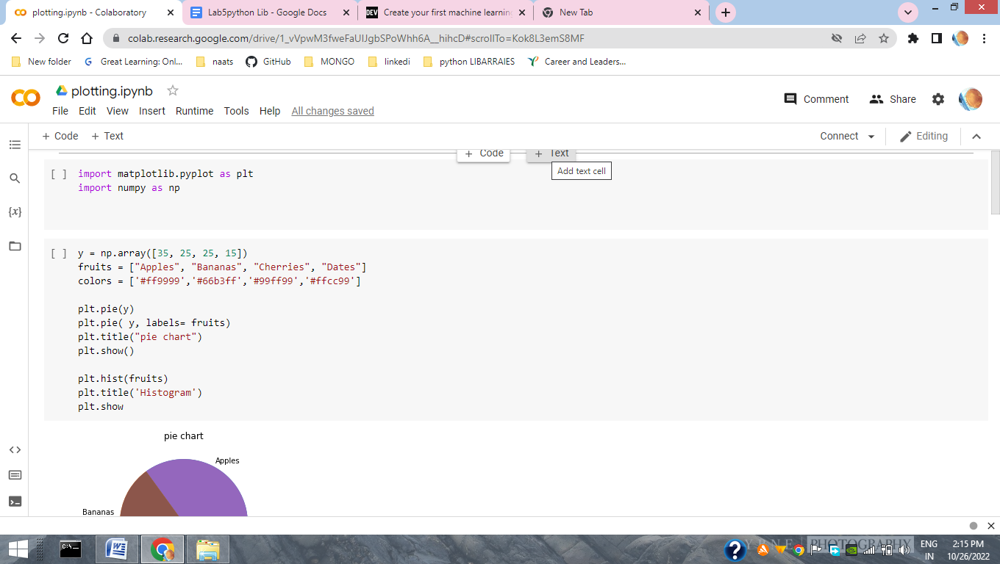 plotting.ipynb - Colaboratory
Lab5python Lib - Google Docs
DEV
Create your first machine learning
New Tab
colab.research.google.com/drive/1_vVpwM3fweFaUIJgbSPoWhh6A__hihcD#scrollTo=Kok8L3emS8MF
New folder
Great Learning: Onl...
naats
GitHub
MONGO
linkedi
python LIBARRAIES
Career and Leaders...
plotting.ipynb
Comment
Share
File Edit View Insert Runtime Tools Help All changes saved
+ Code + Text
Connect
Editing
+ Code + Text
Add text cell
[ ] import matplotlib.pyplot as plt
import numpy as np
{x}
[ ] y = np.array([35, 25, 25, 15])
fruits = ["Apples", "Bananas", "Cherries", "Dates"]
colors = ['#ff9999','#66b3ff','#99ff99','#ffcc99']
plt.pie(y)
plt.pie( y, labels= fruits)
plt.title("pie chart")
plt.show()
plt.hist(fruits)
plt.title('Histogram')
plt.show
pie chart
Apples
Bananas
PHOTOGRAPHY
ENG
IN
2:15 PM
10/26/2022